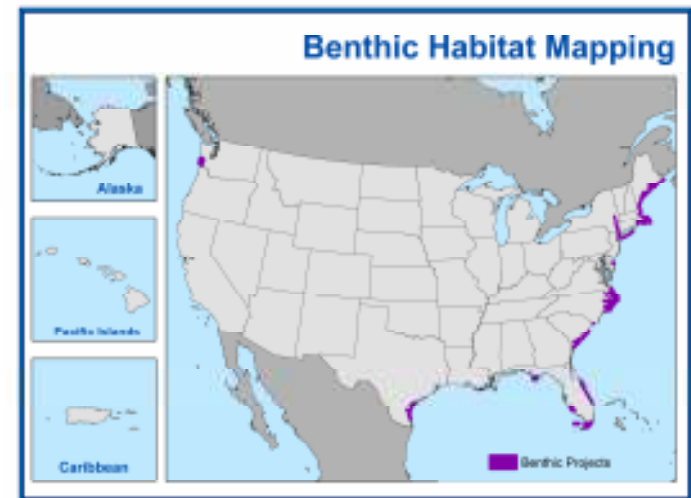 Benthic Habitat Mapping
Alaska
Pacific Islands
Caribbean
Benthic Projects